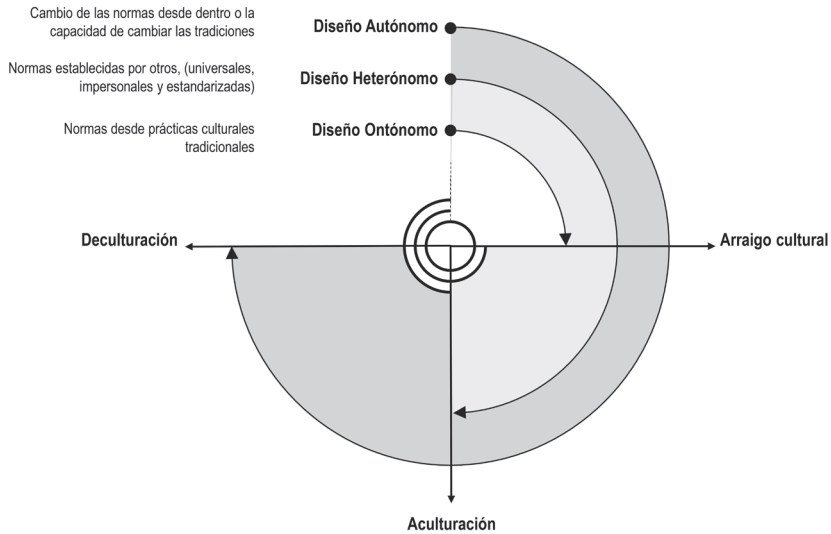 Cambio de las normas desde dentro o la
capacidad de cambiar las tradiciones
Diseño Autónomo
Normas establecidas por otros, (universales,
impersonales y estandarizadas)
Diseño Heterónomo
Normas desde prácticas culturales
tradicionales
Diseño Ontónomo
Deculturación
Arraigo cultural
Aculturación